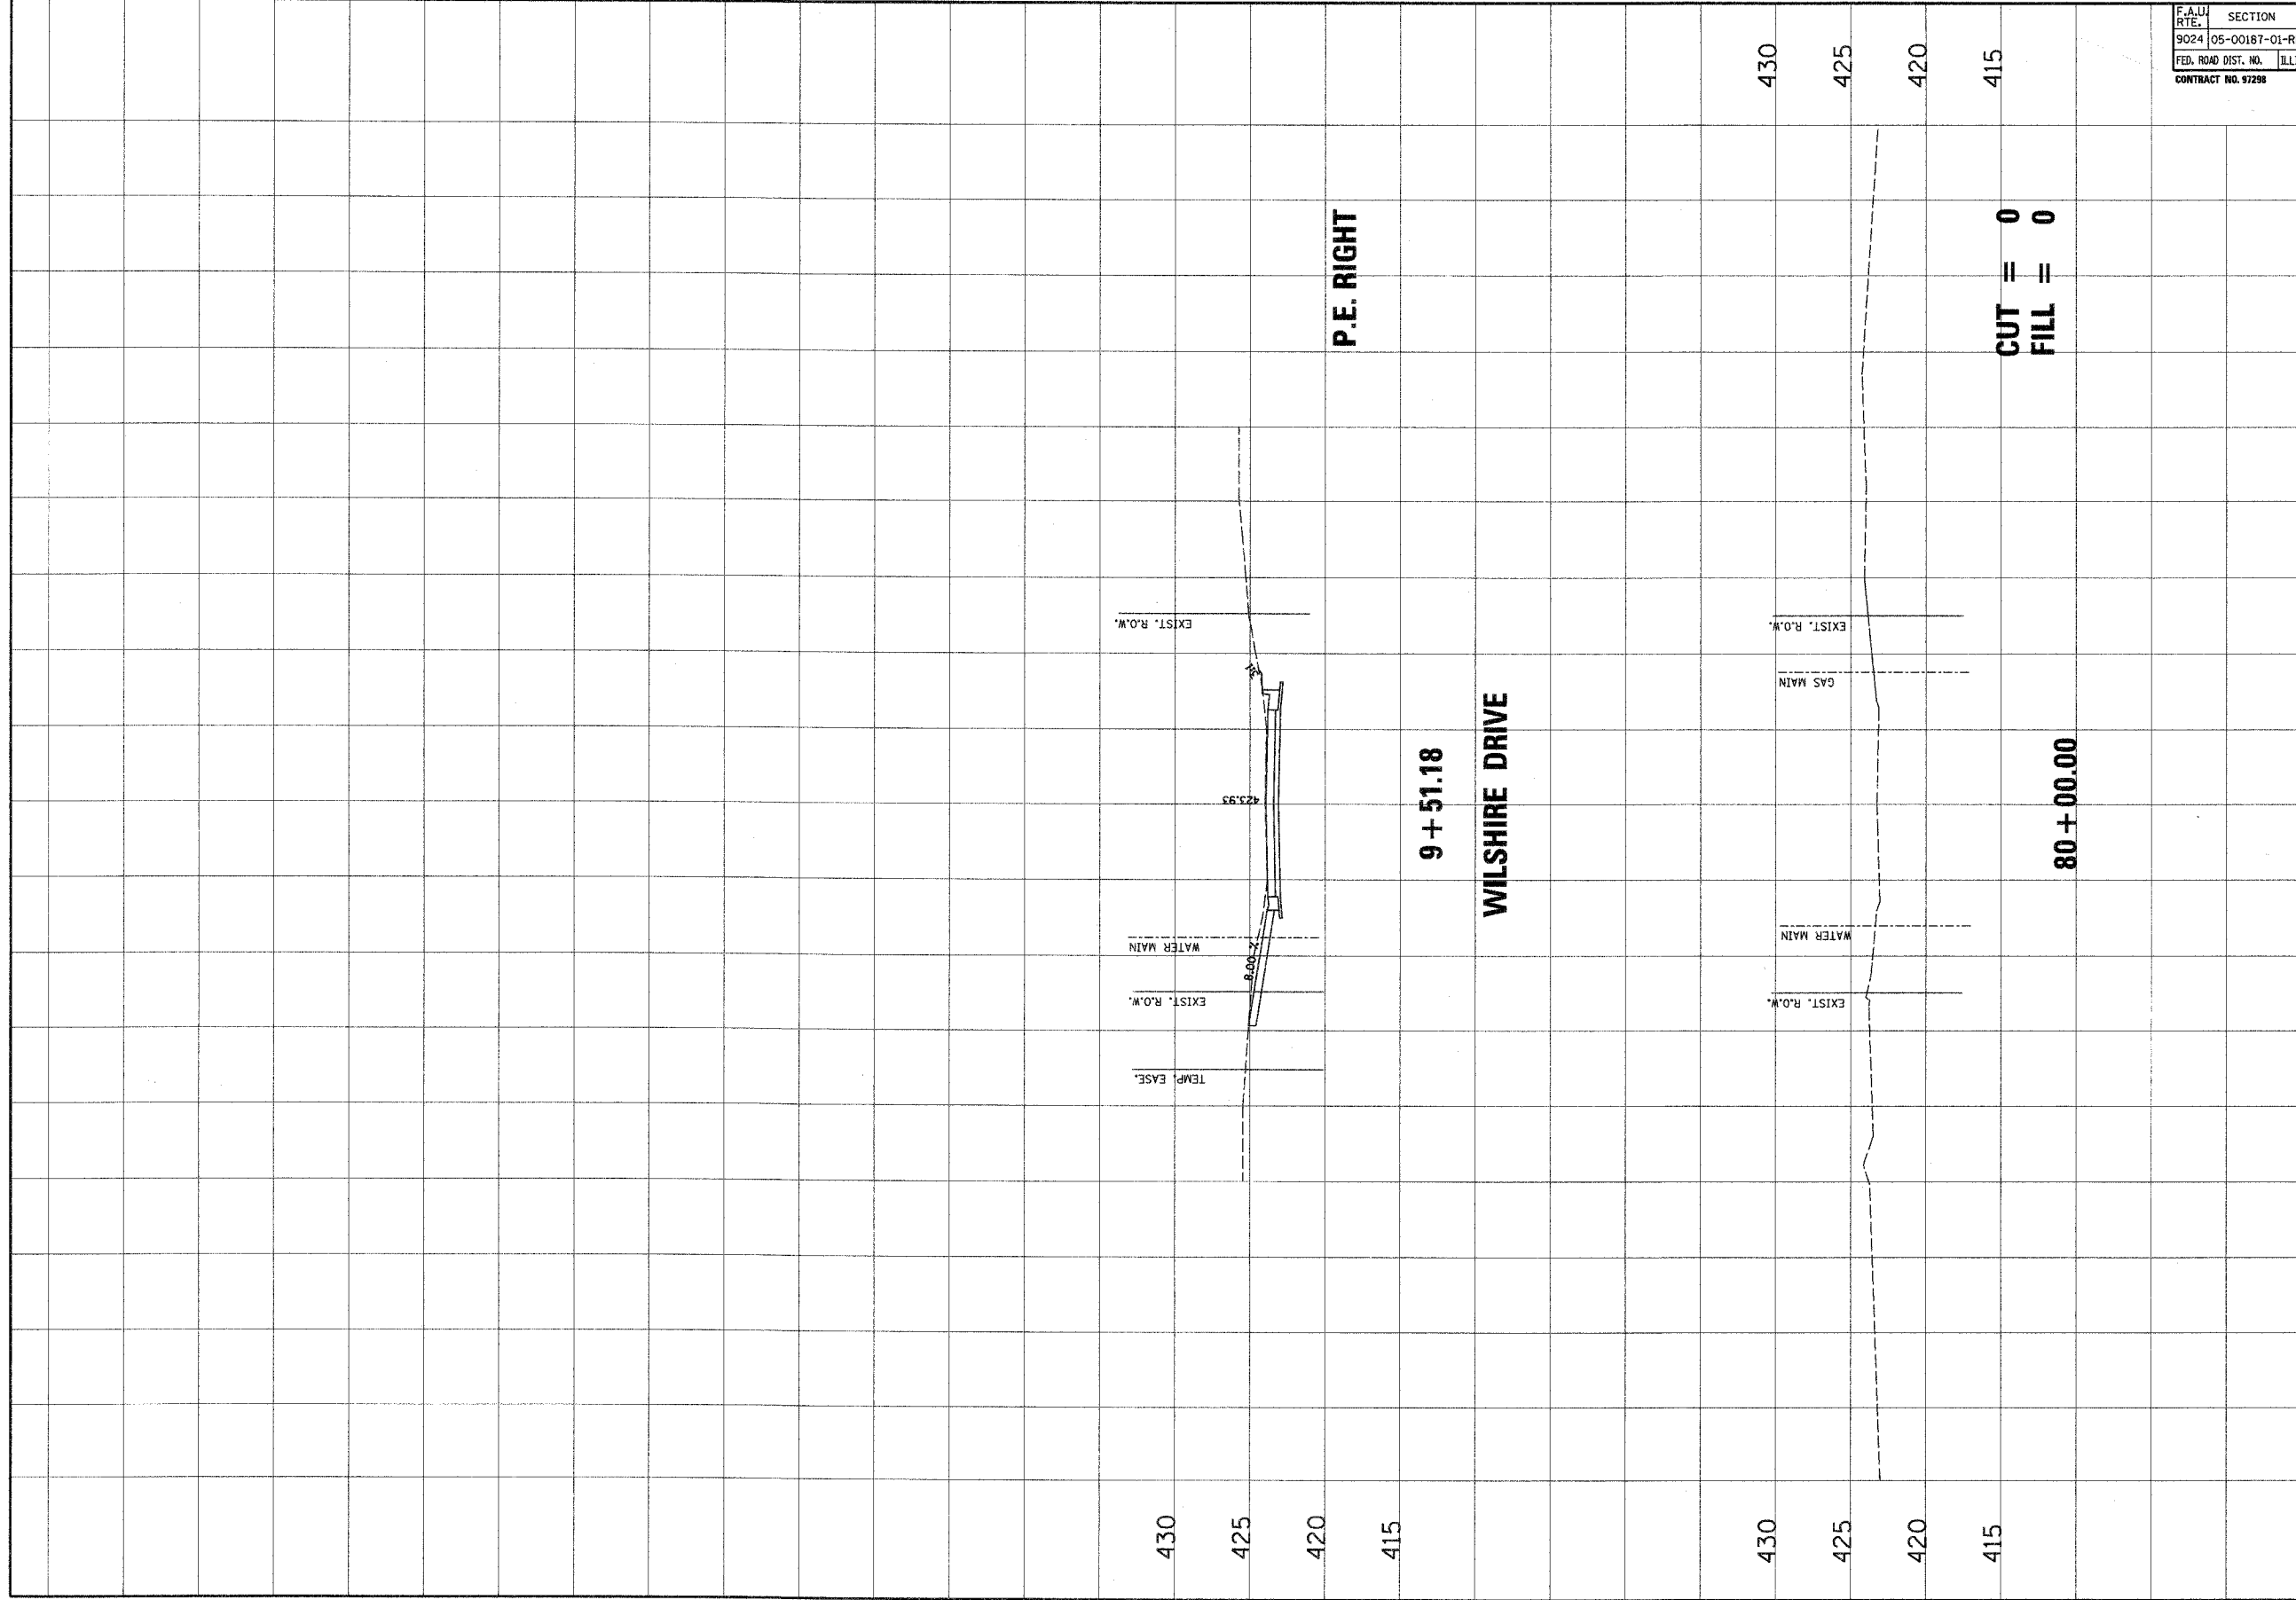 F.A.U. RTE. SECTION
9024 05-00187-01-R
FED. ROAD DIST. NO. ILL
CONTRACT NO. 97298
P.E. RIGHT
EXIST. R.O.W.
423.93
WATER MAIN
8.00 %
EXIST. R.O.W.
TEMP. EASE.
9+51.18
WILSHIRE DRIVE
430
425
420
415
430
425
420
415
CUT = 0
FILL = 0
EXIST. R.O.W.
GAS MAIN
WATER MAIN
EXIST. R.O.W.
80+00.00
430
425
420
415